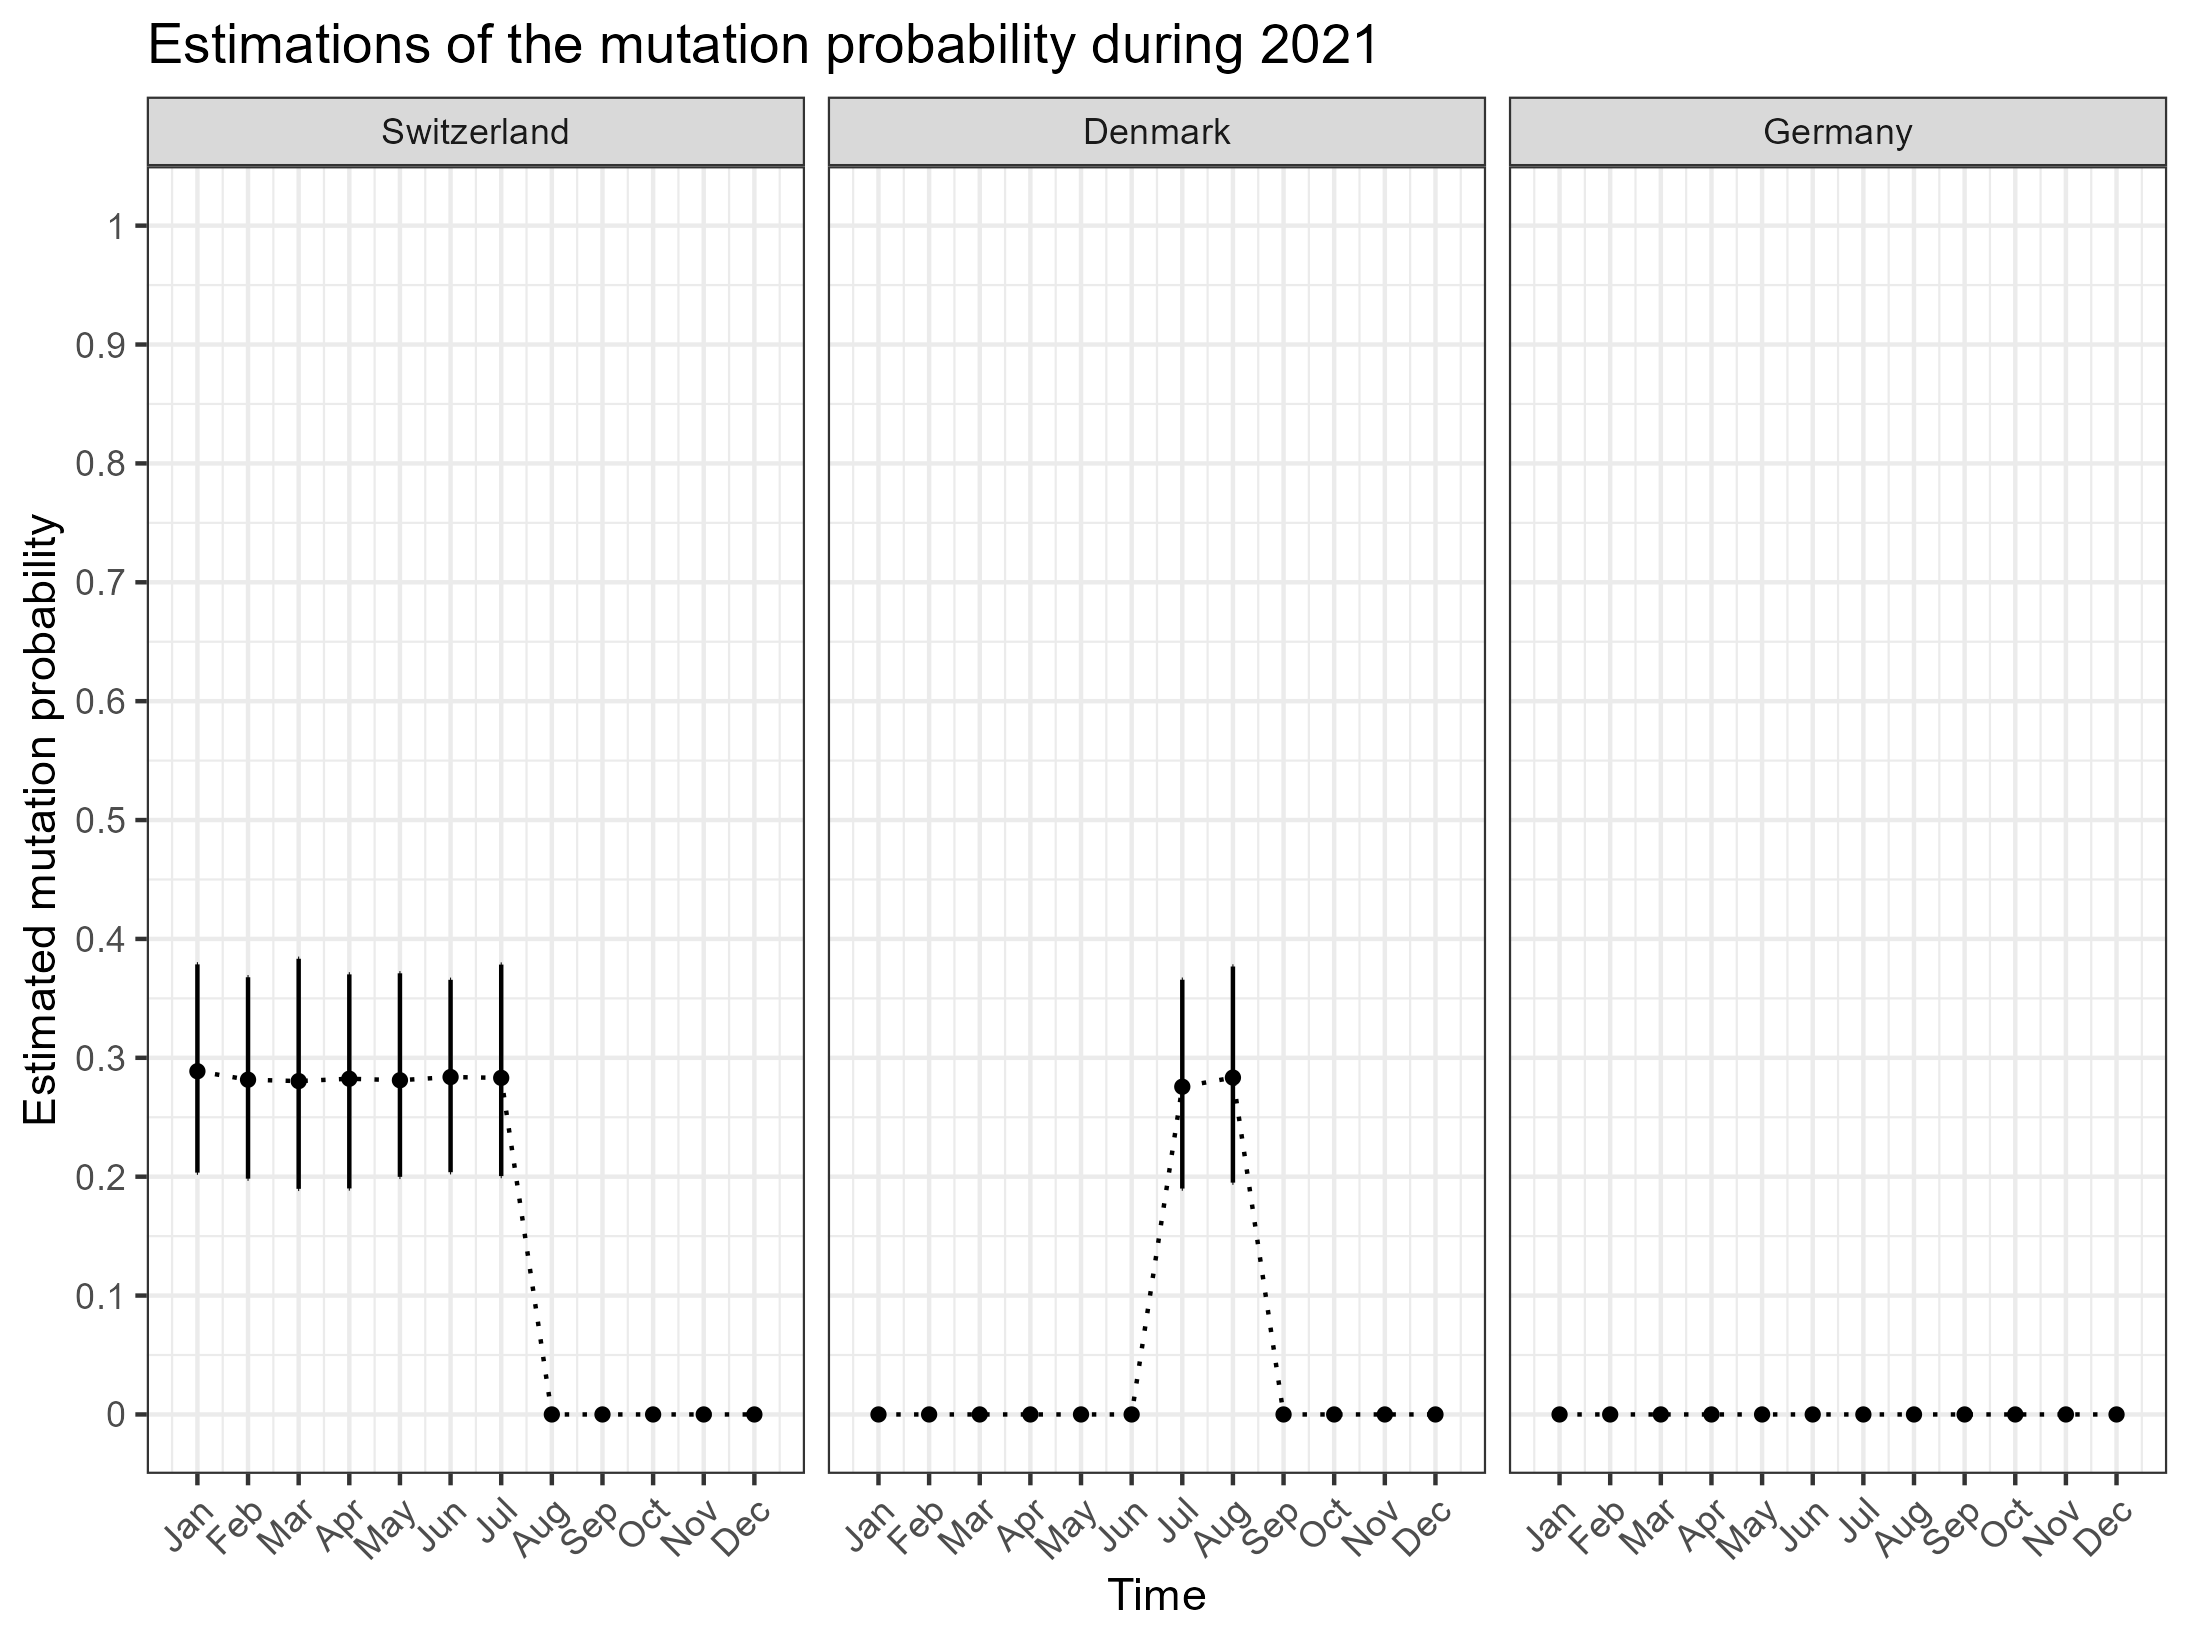 Estimations of the mutation probability during 2021
Switzerland Denmark Germany
Estimated mutation probability
1
0.9
0.8
0.7
0.6
0.5
0.4
0.3
0.2
0.1
0
Jan Feb Mar Apr May Jun Jul Aug Sep Oct Nov Dec Jan Feb Mar Apr May Jun Jul Aug Sep Oct Nov Dec Jan Feb Mar Apr May Jun Jul Aug Sep Oct Nov Dec
Time